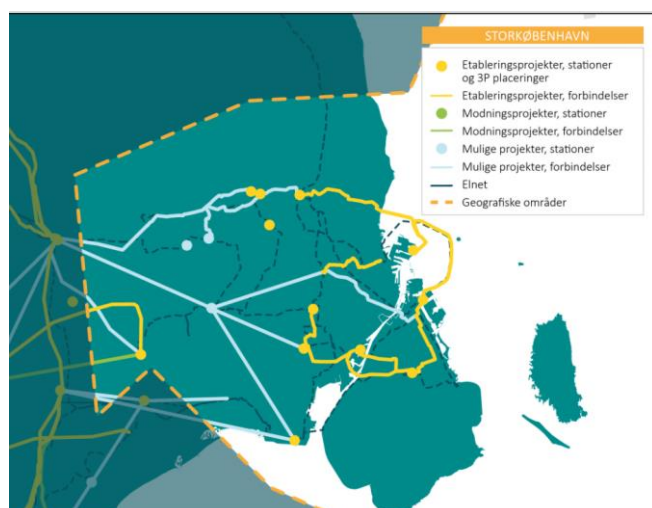 STORKØBENHAVN
Etableringsprojekter, stationer
og 3P placeringer
Etableringsprojekter, forbindelser
Modningsprojekter, stationer
Modningsprojekter, forbindelser
Mulige projekter, stationer
Mulige projekter, forbindelser
Elnet
Geografiske områder